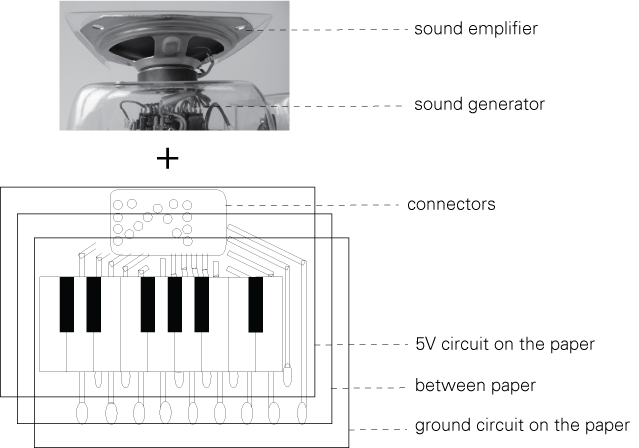 sound emplifier
sound generator
+
connectors
5V circuit on the paper
between paper
ground circuit on the paper